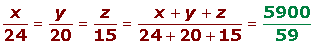 x/24 = y/20 = z/15 = x + y + z/24 + 20 + 15 = 5900/59